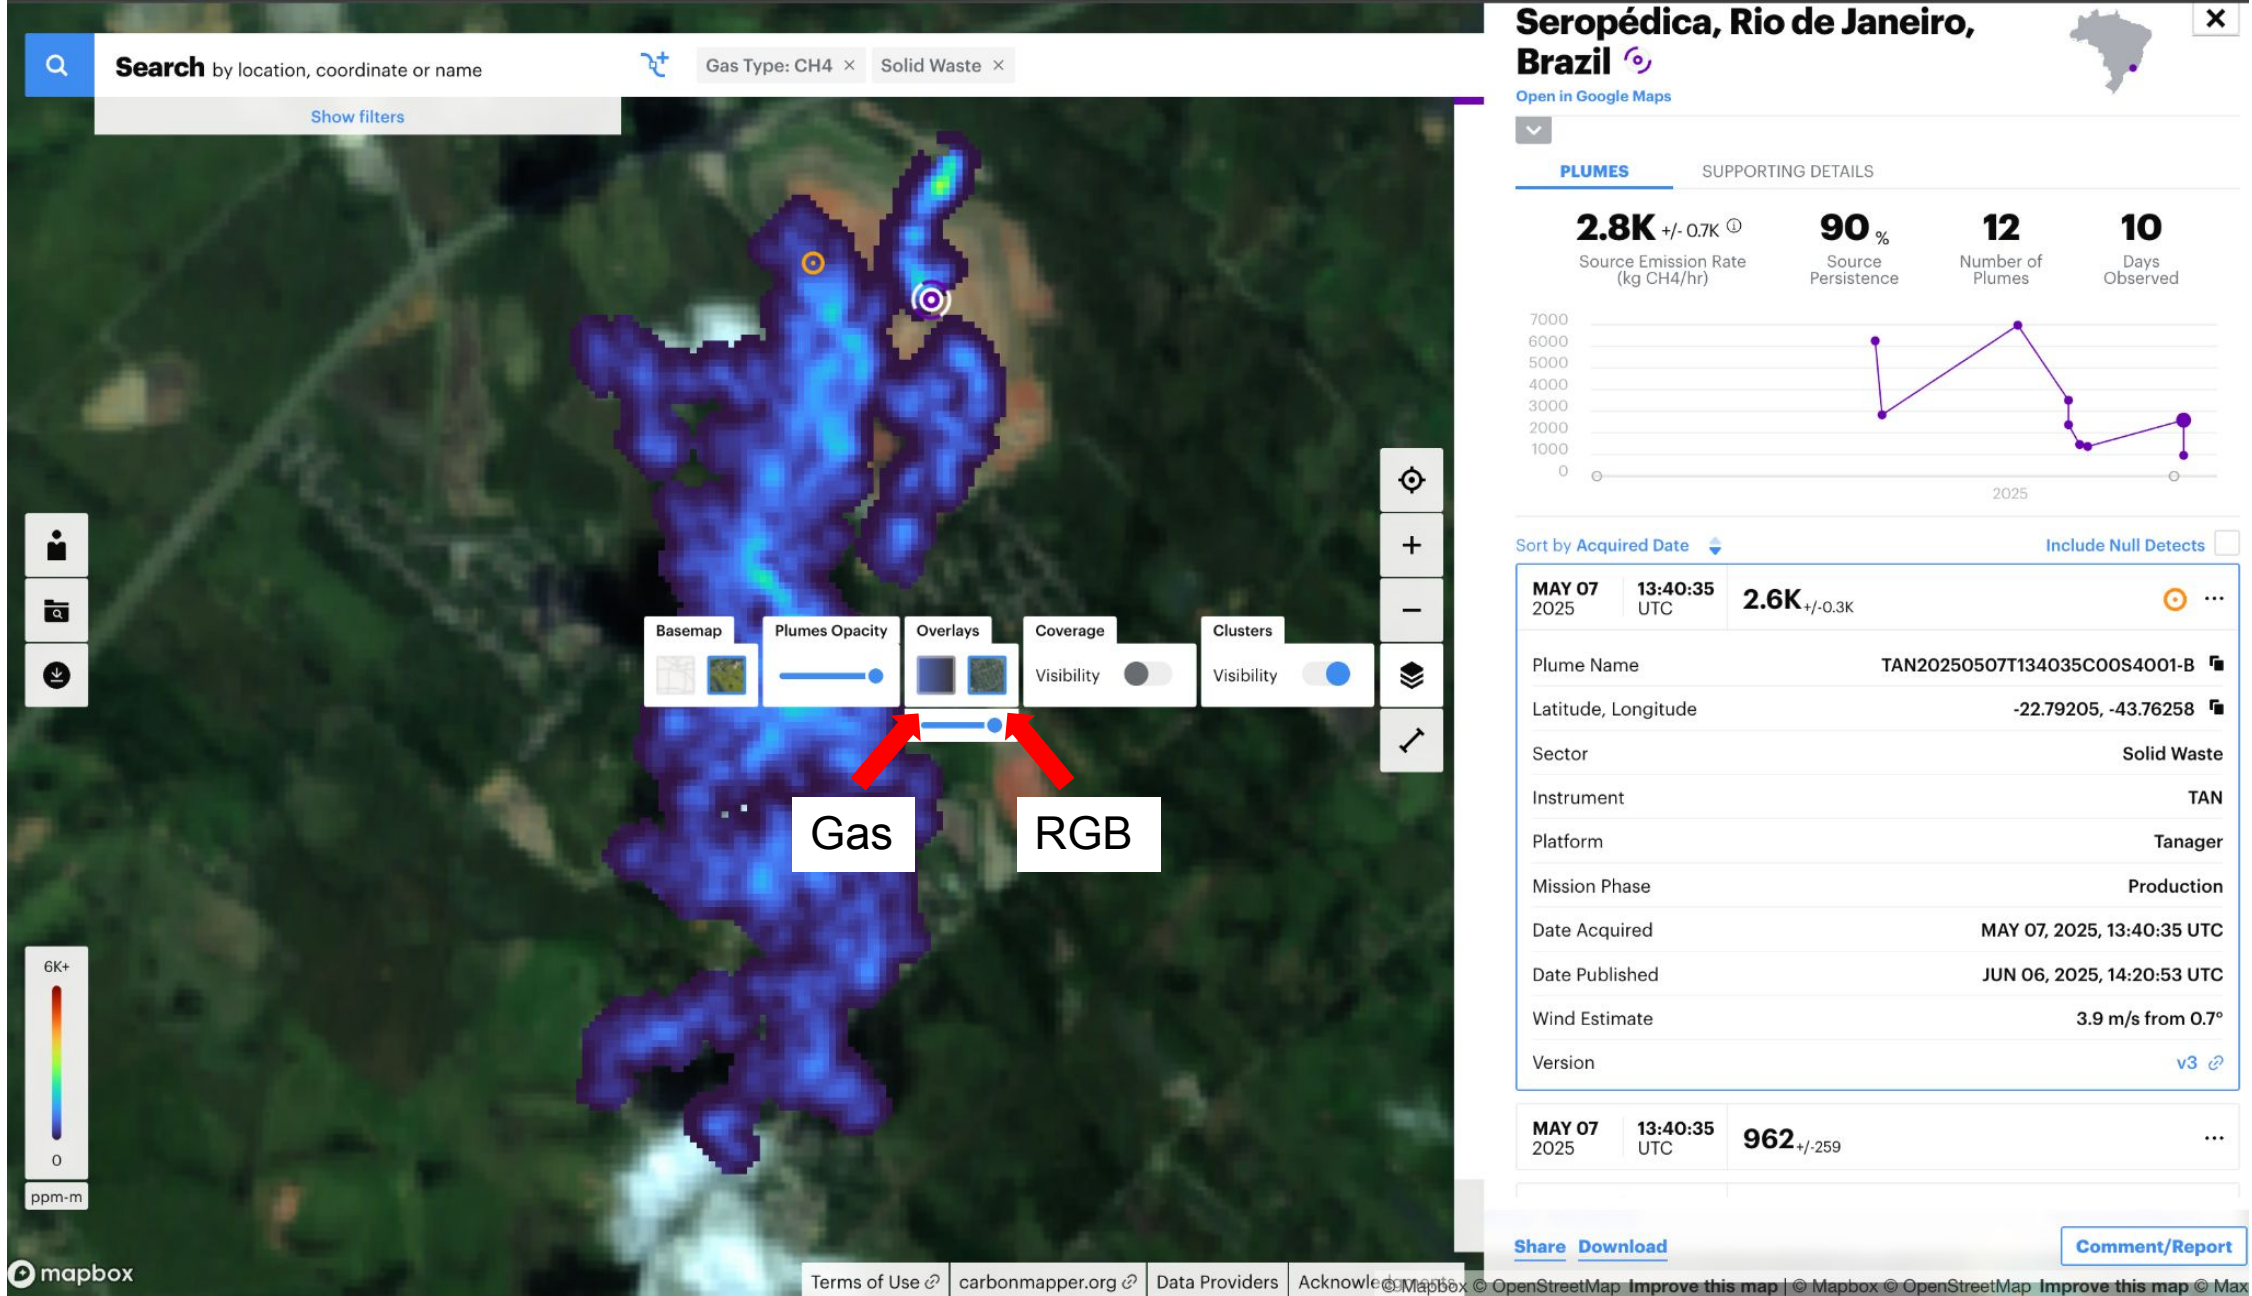 Search by location, coordinate or name
Gas Type: CH4 ×
Solid Waste ×
Show filters
Basemap
Plumes Opacity
Overlays
Coverage
Visibility
Clusters
Visibility
Gas
RGB
6K+
0
ppm-m
mapbox
Terms of Use
carbonmapper.org
Data Providers
© Mapbox © OpenStreetMap Improve this map | © Mapbox © OpenStreetMap Improve this map ©
Seropédica, Rio de Janeiro,
Brazil
Open in Google Maps
PLUMES
SUPPORTING DETAILS
2.8K +/- 0.7K
Source Emission Rate
(kg CH4/hr)
90 %
Source
Persistence
12
Number of
Plumes
10
Days
Observed
7000
6000
5000
4000
3000
2000
1000
0
2025
Sort by Acquired Date
Include Null Detects
MAY 07
2025
13:40:35
UTC
2.6K +/-0.3K
Plume Name TAN20250507T134035C00S4001-B
Latitude, Longitude -22.79205, -43.76258
Sector Solid Waste
Instrument TAN
Platform Tanager
Mission Phase Production
Date Acquired MAY 07, 2025, 13:40:35 UTC
Date Published JUN 06, 2025, 14:20:53 UTC
Wind Estimate 3.9 m/s from 0.7°
Version v3
MAY 07
2025
13:40:35
UTC
962 +/-259
Share Download
Comment/Report